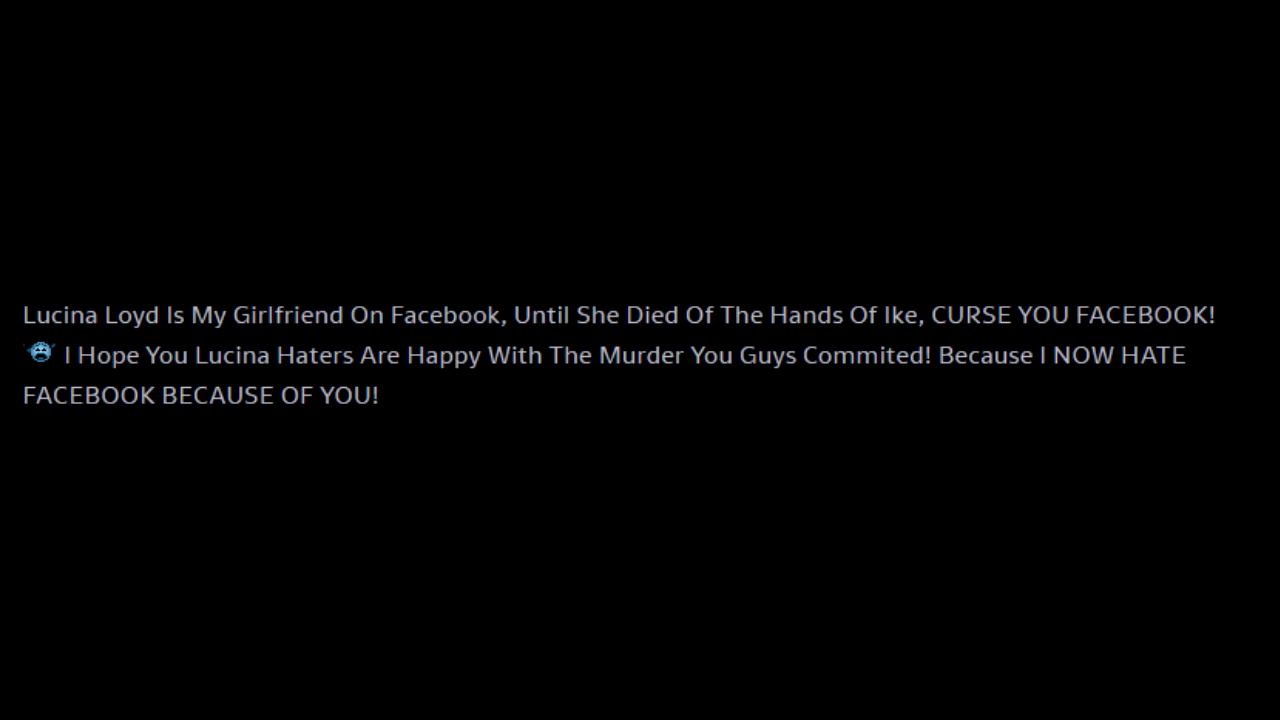 Lucina Loyd Is My Girlfriend On Facebook, Until She Died Of The Hands Of Ike, CURSE YOU FACEBOOK!
😭 I Hope You Lucina Haters Are Happy With The Murder You Guys Commited! Because I NOW HATE
FACEBOOK BECAUSE OF YOU!